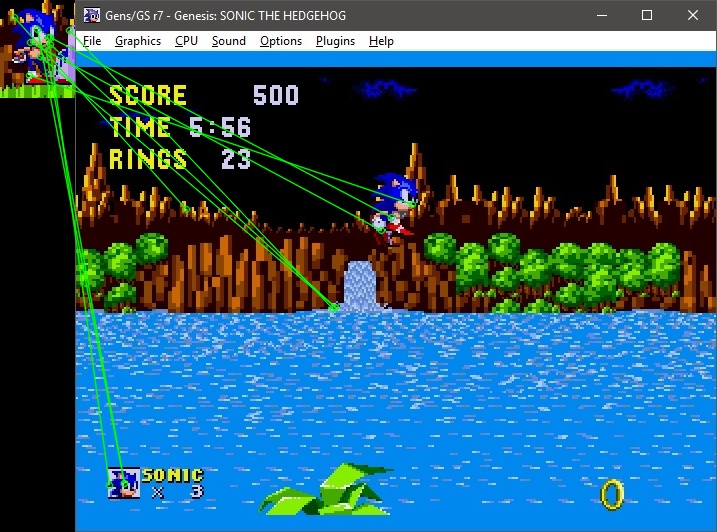 Gens/GS r7 - Genesis: SONIC THE HEDGEHOG
File Graphics CPU Sound Options Plugins Help
SCORE 500
TIME 5:56
RINGS 23
SONIC
x 3